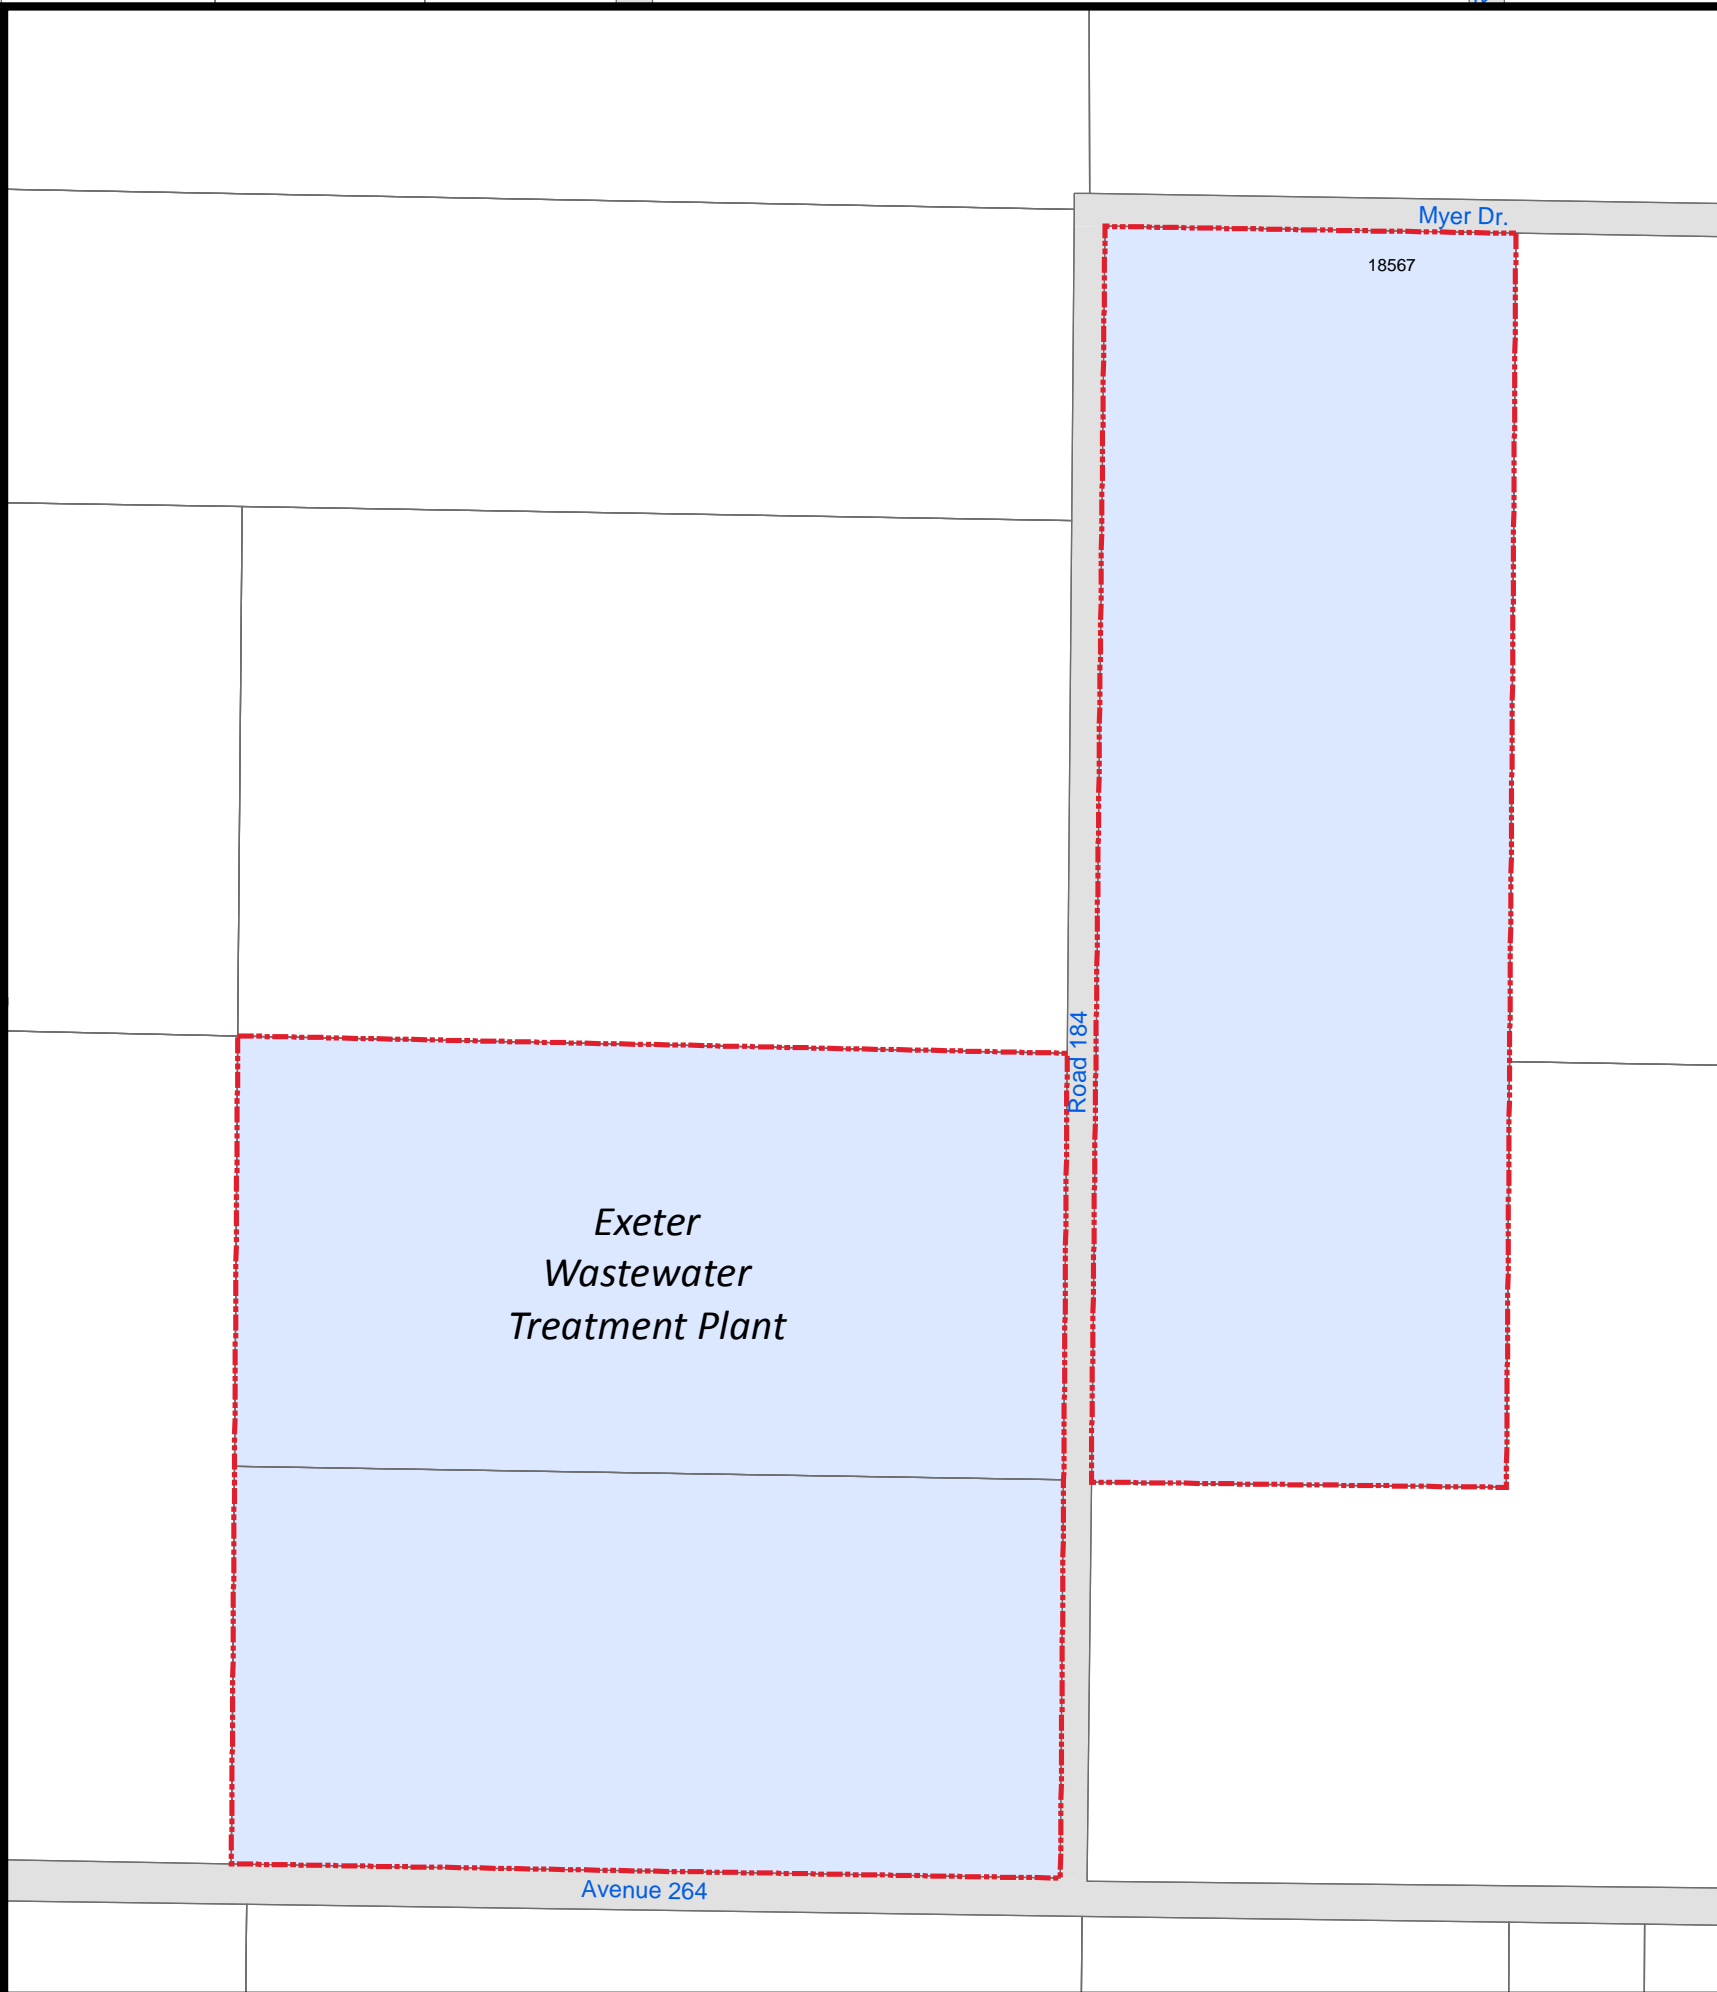 Myer Dr.
18567
Road 184
Exeter
Wastewater
Treatment Plant
Avenue 264